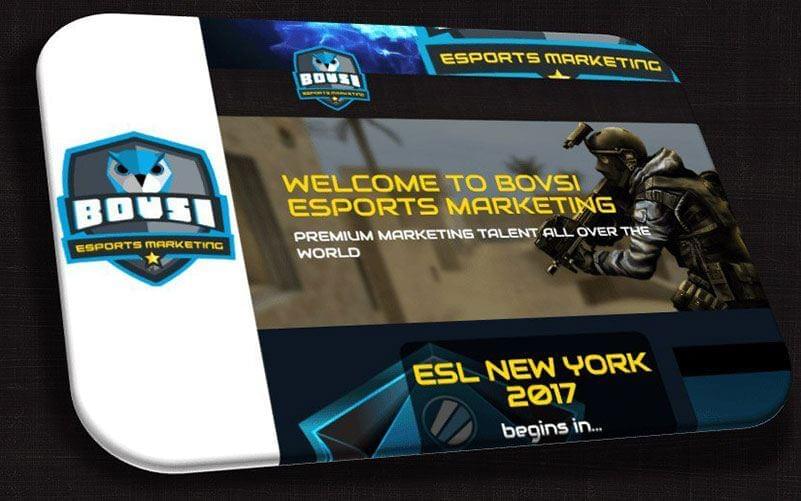 ESPORTS MARKETING
BOVSI
ESPORTS MARKETING
BOVSI
ESPORTS MARKETING
WELCOME TO BOVSI
ESPORTS MARKETING
PREMIUM MARKETING TALENT ALL OVER THE
WORLD
ESL NEW YORK
2017
begins in...